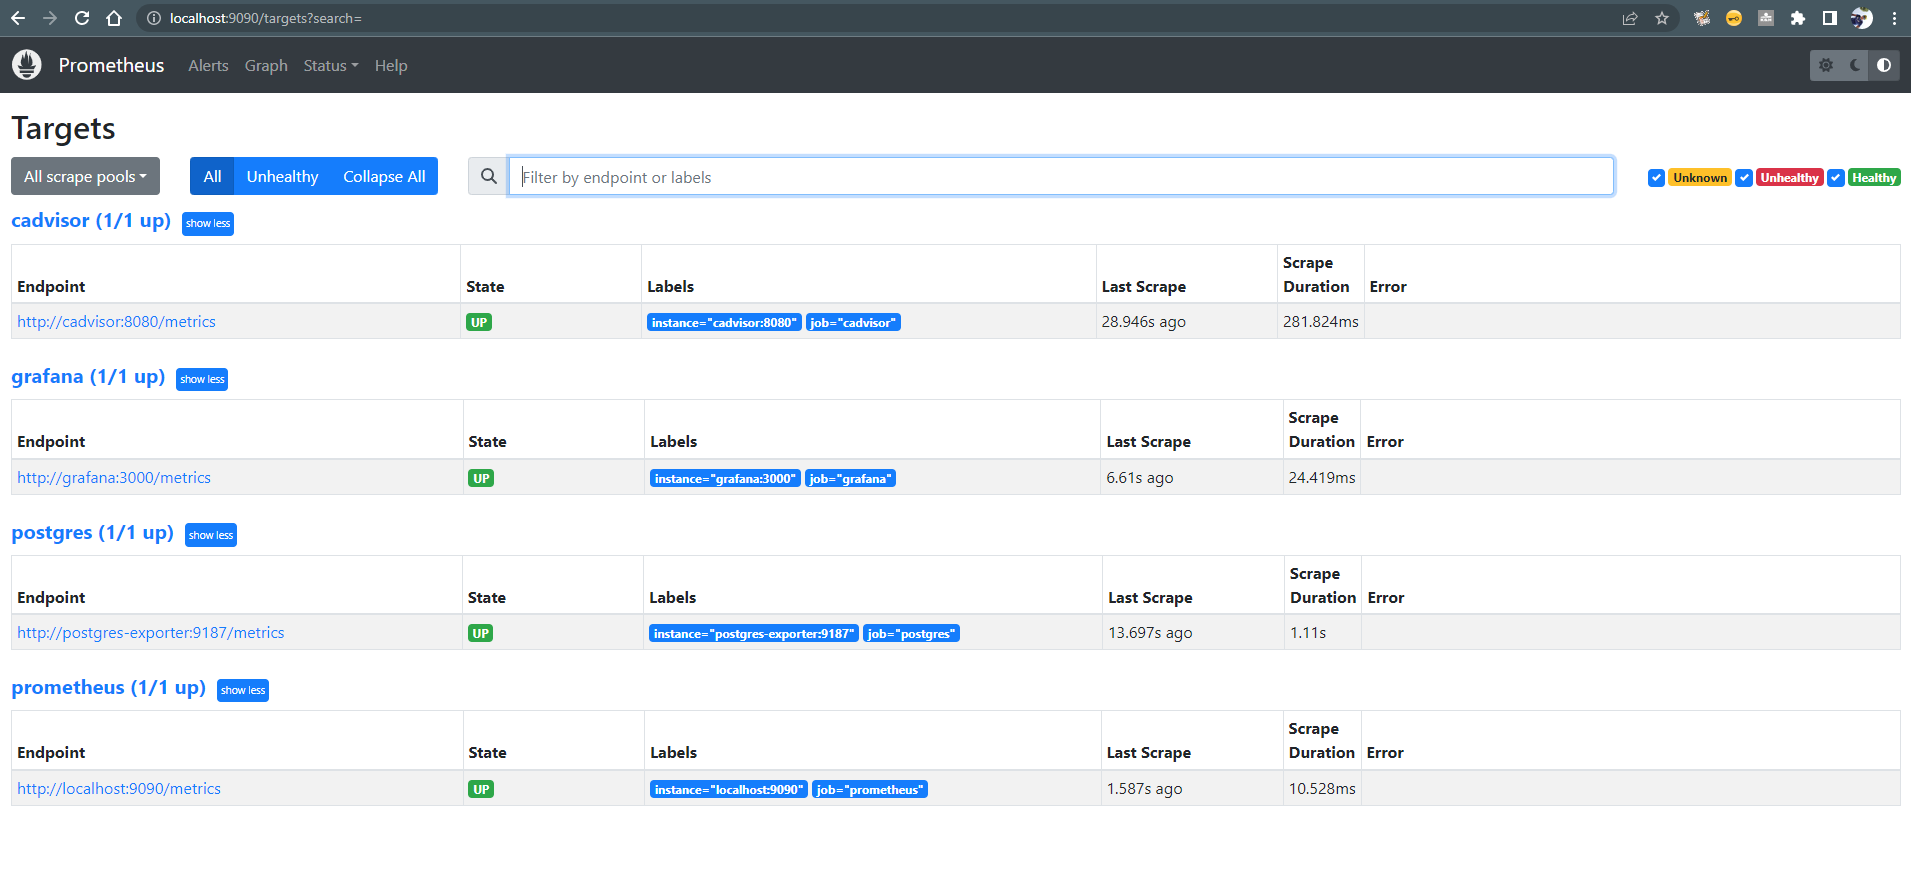 localhost:9090/targets?search=
Prometheus Alerts Graph Status Help
Targets
All scrape pools All Unhealthy Collapse All Filter by endpoint or labels Unknown Unhealthy Healthy
cadvisor (1/1 up) show less
Endpoint State Labels Last Scrape Scrape Duration Error
http://cadvisor:8080/metrics UP instance="cadvisor:8080" job="cadvisor" 28.946s ago 281.824ms
grafana (1/1 up) show less
Endpoint State Labels Last Scrape Scrape Duration Error
http://grafana:3000/metrics UP instance="grafana:3000" job="grafana" 6.61s ago 24.419ms
postgres (1/1 up) show less
Endpoint State Labels Last Scrape Scrape Duration Error
http://postgres-exporter:9187/metrics UP instance="postgres-exporter:9187" job="postgres" 13.697s ago 1.11s
prometheus (1/1 up) show less
Endpoint State Labels Last Scrape Scrape Duration Error
http://localhost:9090/metrics UP instance="localhost:9090" job="prometheus" 1.587s ago 10.528ms